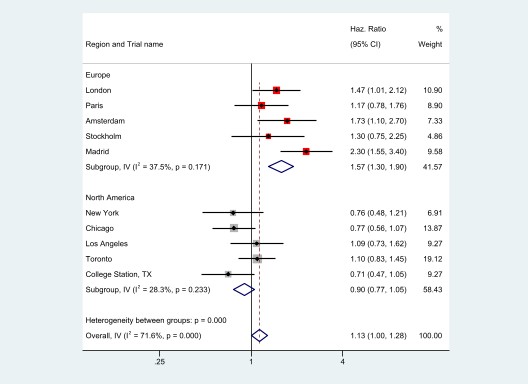 Haz. Ratio %
Region and Trial name (95% CI) Weight
Europe
London 1.47 (1.01, 2.12) 10.90
Paris 1.17 (0.78, 1.76) 8.90
Amsterdam 1.73 (1.10, 2.70) 7.33
Stockholm 1.30 (0.75, 2.25) 4.86
Madrid 2.30 (1.55, 3.40) 9.58
Subgroup, IV (I² = 37.5%, p = 0.171) 1.57 (1.30, 1.90) 41.57
North America
New York 0.76 (0.48, 1.21) 6.91
Chicago 0.77 (0.56, 1.07) 13.87
Los Angeles 1.09 (0.73, 1.62) 9.27
Toronto 1.10 (0.83, 1.45) 19.12
College Station, TX 0.71 (0.47, 1.05) 9.27
Subgroup, IV (I² = 28.3%, p = 0.233) 0.90 (0.77, 1.05) 58.43
Heterogeneity between groups: p = 0.000
Overall, IV (I² = 71.6%, p = 0.000) 1.13 (1.00, 1.28) 100.00
.25 1 4